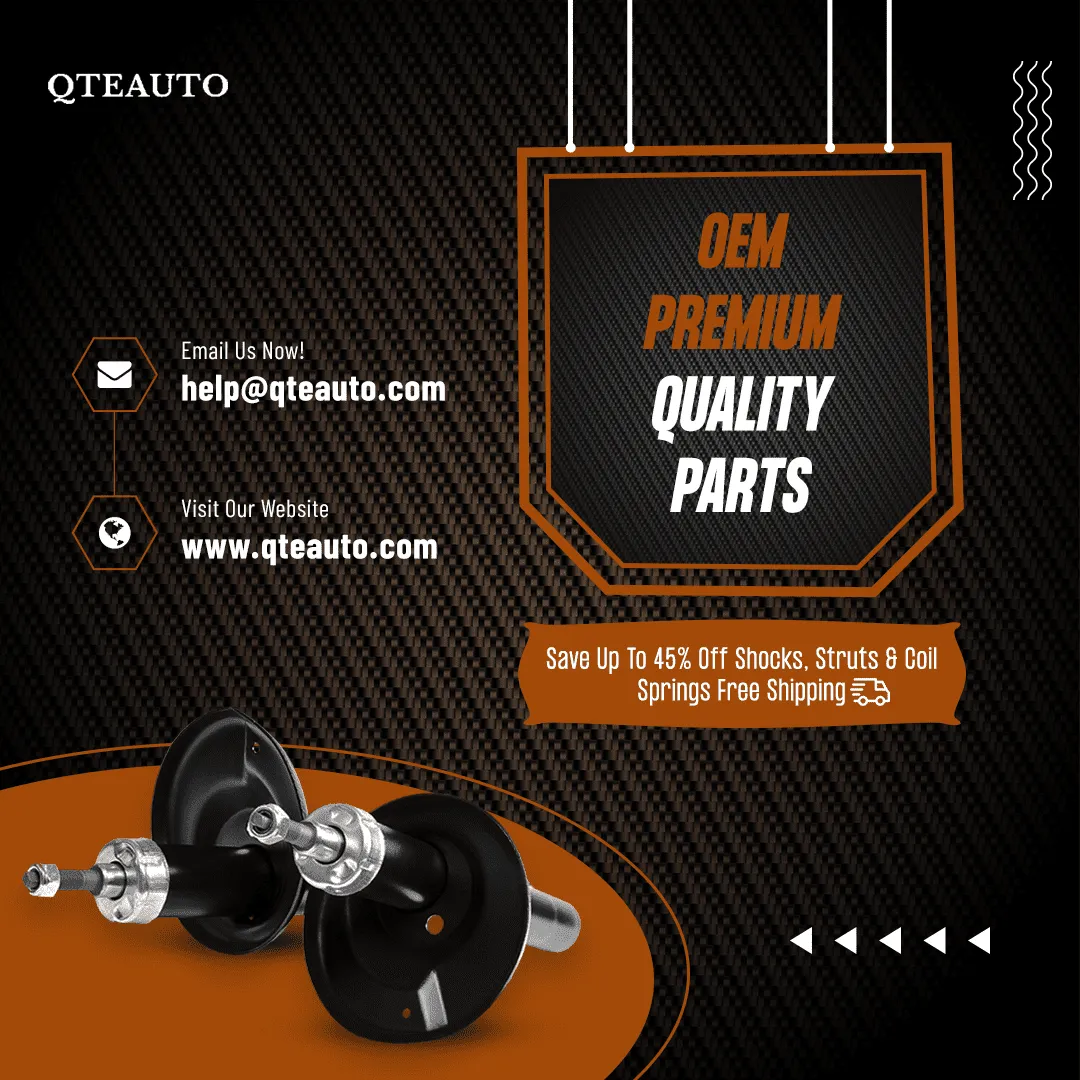 QTEAUTO
OEM
PREMIUM
QUALITY
PARTS
Email Us Now!
help@qteauto.com
Visit Our Website
www.qteauto.com
Save Up To 45% Off Shocks, Struts & Coil
Springs Free Shipping